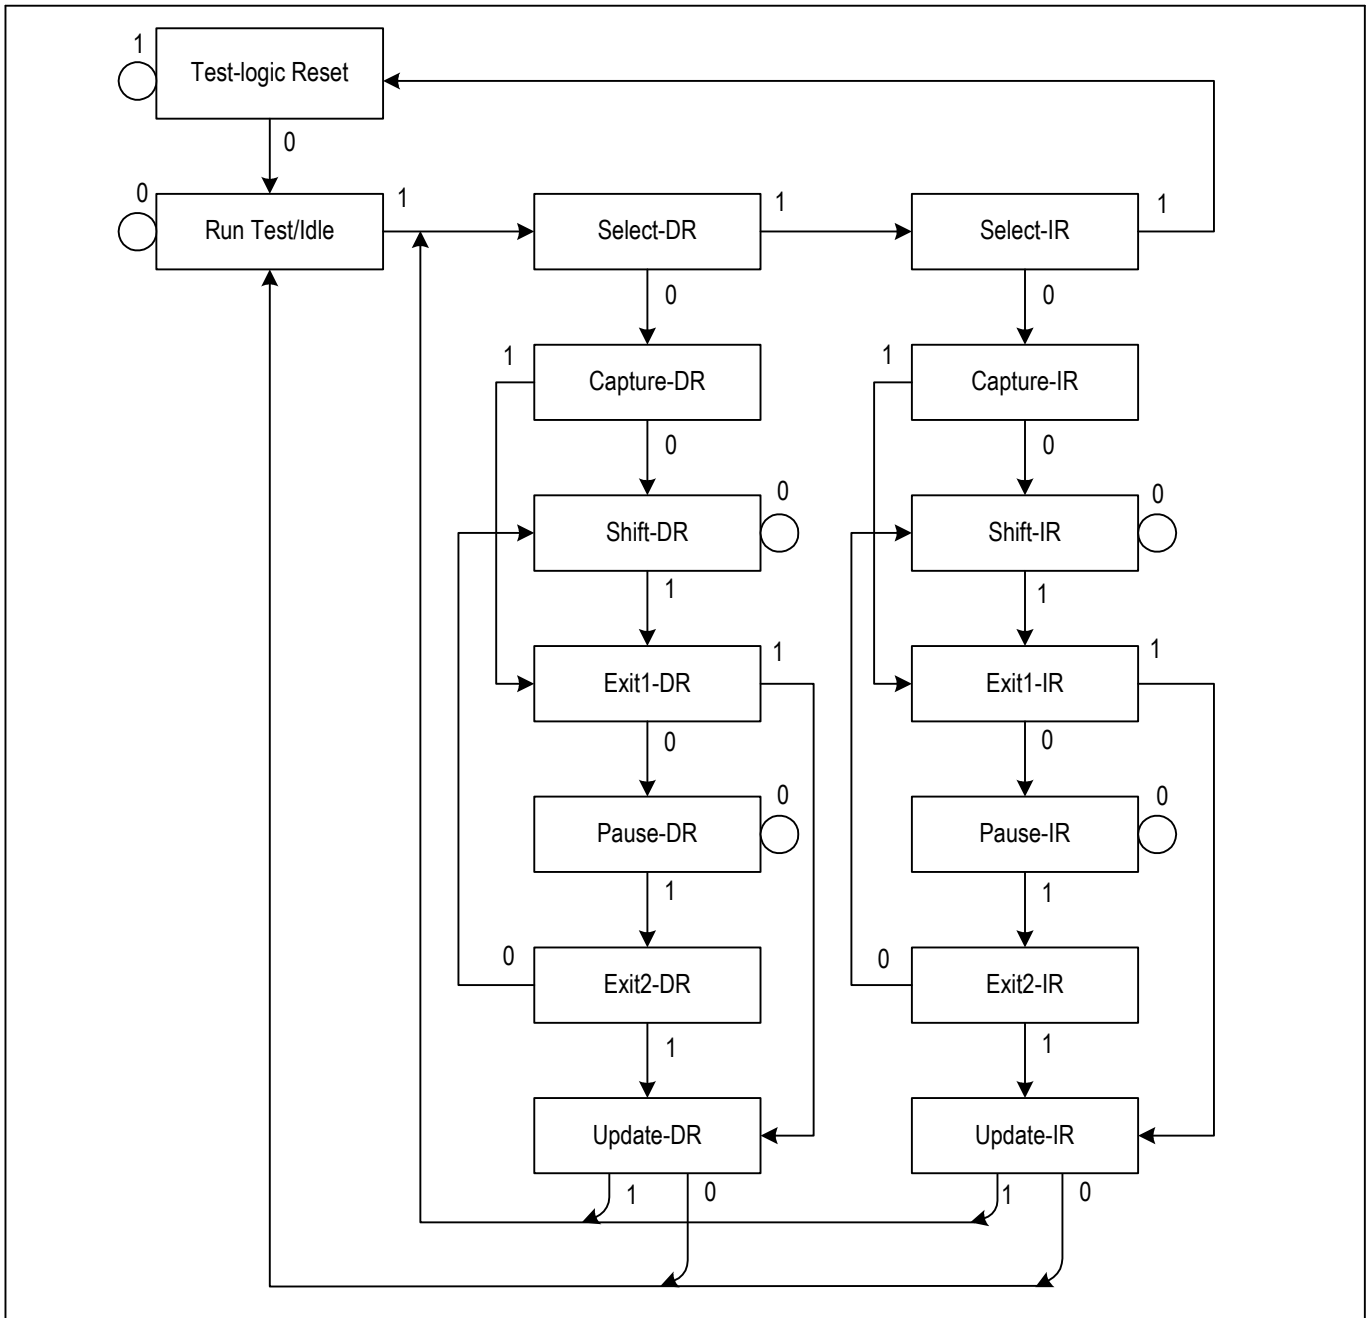 1
Test-logic Reset
0
0
Run Test/Idle
1
Select-DR
1
Select-IR
1
0
0
1
Capture-DR
1
Capture-IR
0
0
Shift-DR
0
Shift-IR
0
1
1
Exit1-DR
1
Exit1-IR
1
0
0
Pause-DR
0
Pause-IR
0
1
1
0
Exit2-DR
0
Exit2-IR
1
1
Update-DR
Update-IR
1
0
1
0